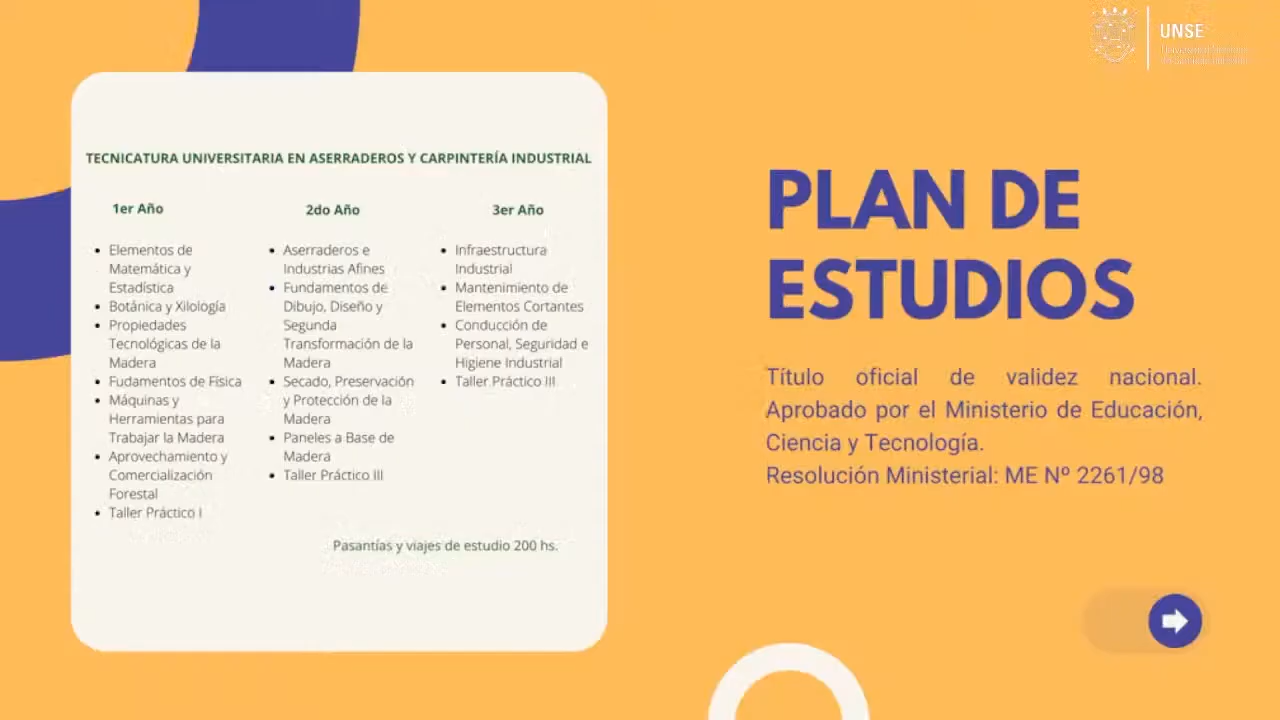 UNSE
TECNICATURA UNIVERSITARIA EN ASERRADEROS Y CARPINTERÍA INDUSTRIAL
1er Año
Elementos de
Matemática y
Estadística
Botánica y Xilología
Propiedades
Tecnológicas de la
Madera
Fudamentos de Física
Máquinas y
Herramientas para
Trabajar la Madera
Aprovechamiento y
Comercialización
Forestal
Taller Práctico I
2do Año
Aserraderos e
Industrias Afines
Fundamentos de
Dibujo, Diseño y
Segunda
Transformación de la
Madera
Secado, Preservación
y Protección de la
Madera
Paneles a Base de
Madera
Taller Práctico III
3er Año
Infraestructura
Industrial
Mantenimiento de
Elementos Cortantes
Conducción de
Personal, Seguridad e
Higiene Industrial
Taller Práctico III
Pasantías y viajes de estudio 200 hs.
PLAN DE
ESTUDIOS
Título oficial de validez nacional.
Aprobado por el Ministerio de Educación,
Ciencia y Tecnología.
Resolución Ministerial: ME Nº 2261/98